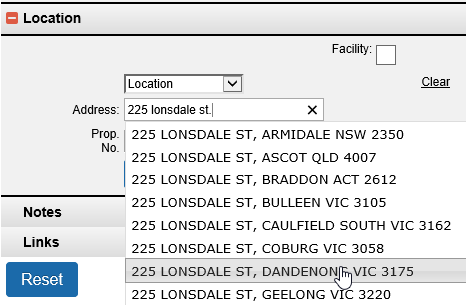 Location
Facility:
Location
Clear
Address: 225 lonsdale st.
Prop. No.
225 LONSDALE ST, ARMIDALE NSW 2350
225 LONSDALE ST, ASCOT QLD 4007
225 LONSDALE ST, BRADDON ACT 2612
225 LONSDALE ST, BULLEEN VIC 3105
225 LONSDALE ST, CAULFIELD SOUTH VIC 3162
225 LONSDALE ST, COBURG VIC 3058
225 LONSDALE ST, DANDENONG VIC 3175
225 LONSDALE ST, GEELONG VIC 3220
Notes
Links
Reset